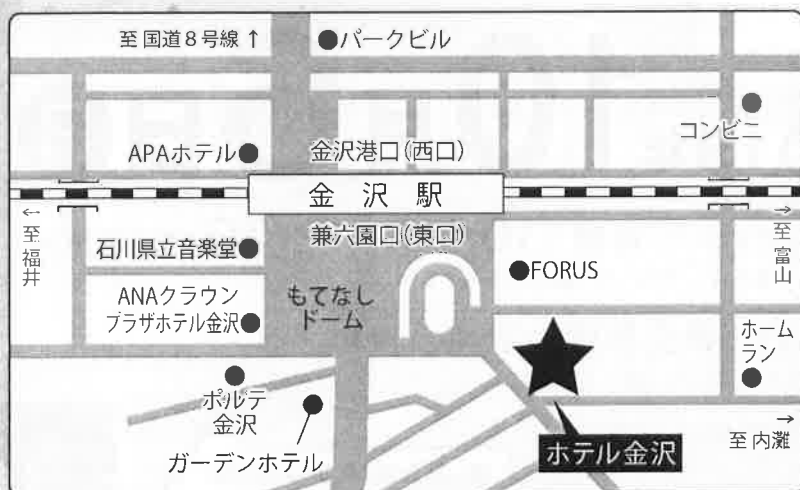 至 国道8号線 ↑
パークビル
コンビニ
APAホテル
金沢港口(西口)
金沢駅
← 至 福井
兼六園口(東口)
→ 至 富山
石川県立音楽堂
FORUS
ANAクラウン
プラザホテル金沢
もてなし
ドーム
ホーム
ラン
ポルテ
金沢
ガーデンホテル
ホテル金沢
→
至 内灘